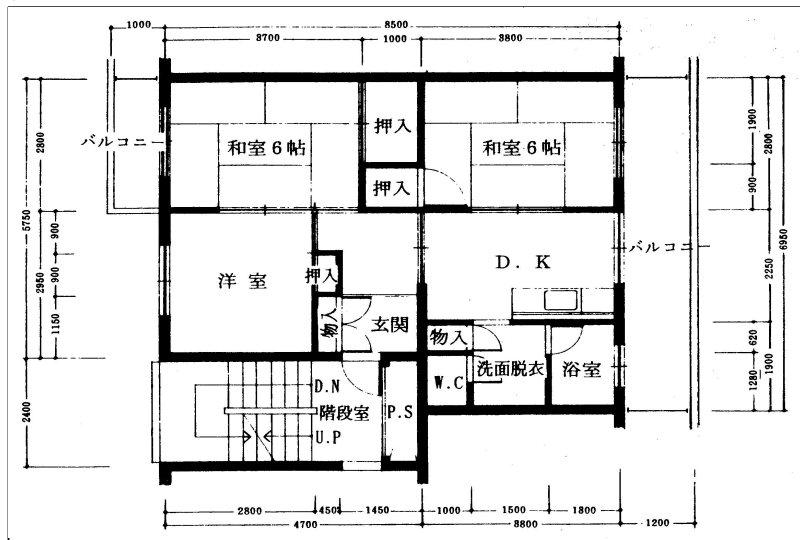 1000
8500
8700
1000
8800
バルコニー
和室6帖
押入
押入
和室6帖
2800
5750
2950
900
900
1150
2400
1900
900
2800
2250
6950
620
1280
1900
洋室
押入
物入
玄関
D.K
バルコニー
物入
W.C
洗面脱衣
浴室
D.N
階段室
U.P
P.S
2800
450
1450
1000
1500
1800
4700
8800
1200